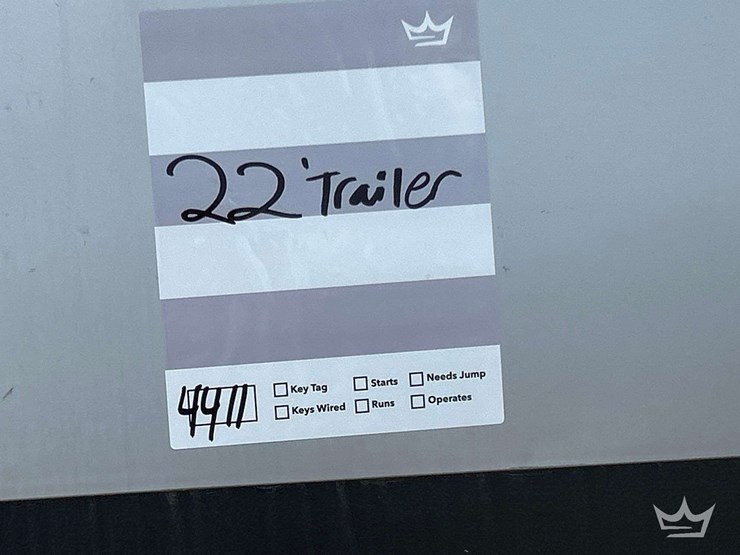 22' Trailer
4411
Key Tag Starts Needs Jump
Keys Wired Runs Operates